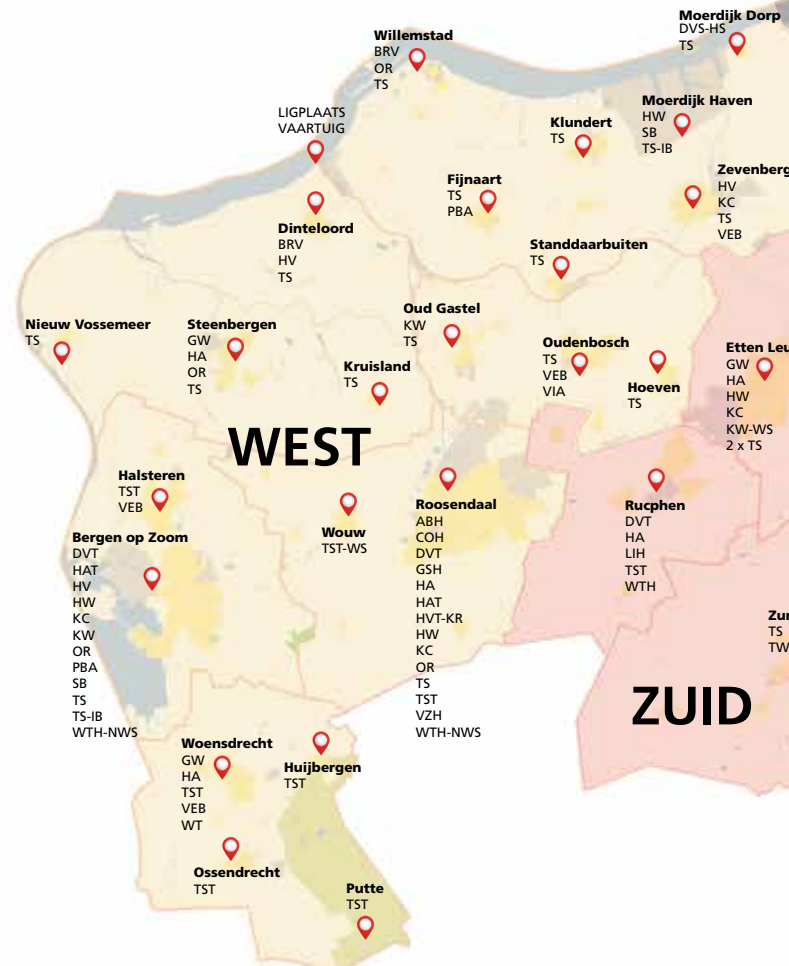 Moerdijk Dorp
DVS-HS
TS
Willemstad
BRV
OR
TS
Moerdijk Haven
HW
SB
TS-IB
LIGPLAATS
VAARTUIG
Klundert
TS
Zevenberg
HV
KC
TS
VEB
Fijnaart
TS
PBA
Dinteloord
BRV
HV
TS
Standdaarbuiten
TS
Nieuw Vossemeer
TS
Steenbergen
GW
HA
OR
TS
Oud Gastel
KW
TS
Kruisland
TS
Oudenbosch
TS
VEB
VIA
Hoeven
TS
Etten Leu
GW
HA
HW
KC
KW-WS
2 x TS
WEST
Halsteren
TST
VEB
Wouw
TST-WS
Roosendaal
ABH
COH
DVT
GSH
HA
HAT
HVT-KR
HW
KC
OR
TS
TST
VZH
WTH-NWS
Rucphen
DVT
HA
LIH
TST
WTH
Bergen op Zoom
DVT
HAT
HV
HW
KC
KW
OR
PBA
SB
TS
TS-IB
WTH-NWS
Zun
TS
TW
ZUID
Woensdrecht
GW
HA
TST
VEB
WT
Huijbergen
TST
Ossendrecht
TST
Putte
TST